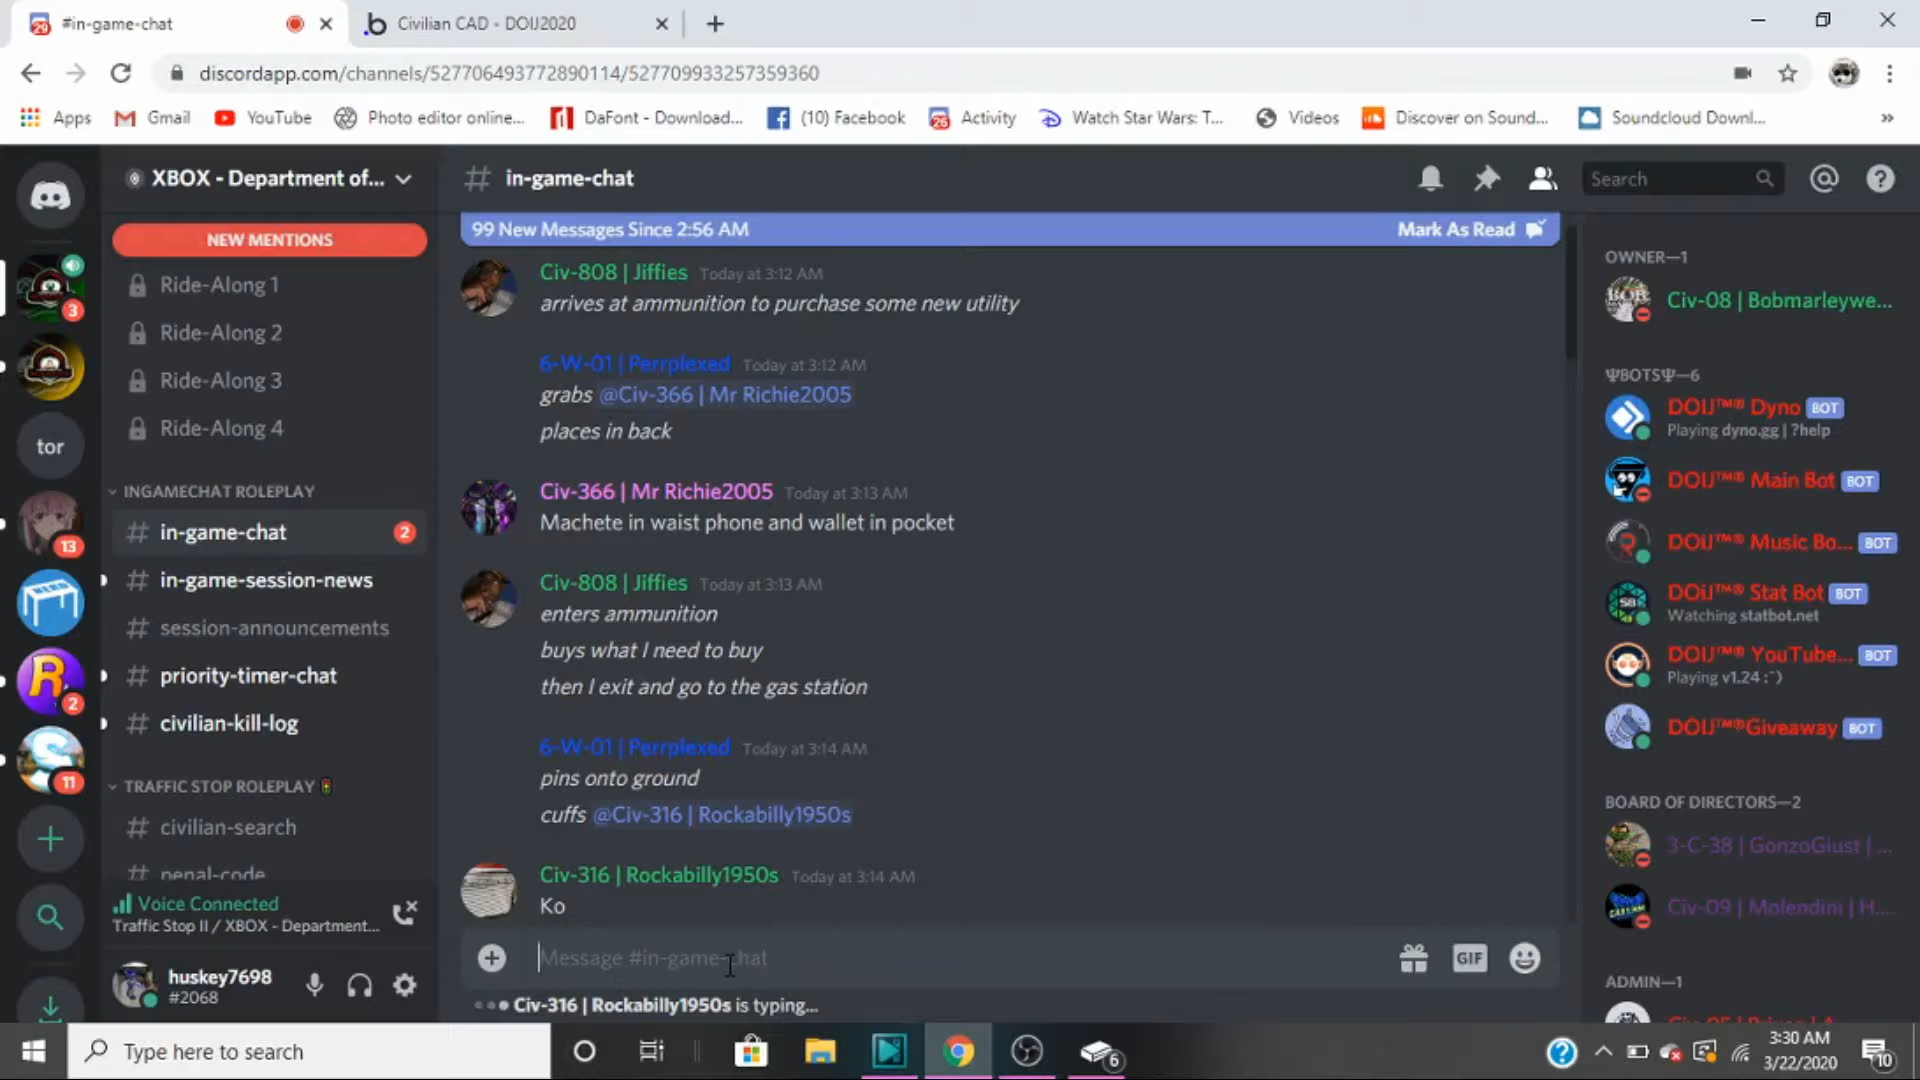 #in-game-chat
Civilian CAD - DOIJ2020
discordapp.com/channels/527706493772890114/527709933257359360
Apps
Gmail
YouTube
Photo editor online...
DaFont - Download...
(10) Facebook
Activity
Watch Star Wars: T...
Videos
Discover on Sound...
Soundcloud Downl...
XBOX - Department of...
in-game-chat
Search
NEW MENTIONS
99 New Messages Since 2:56 AM
Mark As Read
Ride-Along 1
Ride-Along 2
Ride-Along 3
Ride-Along 4
INGAMECHAT ROLEPLAY
in-game-chat 2
in-game-session-news
session-announcements
priority-timer-chat
civilian-kill-log
TRAFFIC STOP ROLEPLAY
civilian-search
penal-code
Voice Connected
Traffic Stop II / XBOX - Department...
huskey7698
#2068
3
tor
13
2
11
Civ-808 | Jiffies Today at 3:12 AM
arrives at ammunition to purchase some new utility
6-W-01 | Perrplexed Today at 3:12 AM
grabs @Civ-366 | Mr Richie2005
places in back
Civ-366 | Mr Richie2005 Today at 3:13 AM
Machete in waist phone and wallet in pocket
Civ-808 | Jiffies Today at 3:13 AM
enters ammunition
buys what I need to buy
then I exit and go to the gas station
6-W-01 | Perrplexed Today at 3:14 AM
pins onto ground
cuffs @Civ-316 | Rockabilly1950s
Civ-316 | Rockabilly1950s Today at 3:14 AM
Ko
Message #in-game-chat
GIF
Civ-316 | Rockabilly1950s is typing...
OWNER—1
Civ-08 | Bobmarleywe...
ΨBOTSΨ—6
DOIJ™® Dyno BOT
Playing dyno.gg | ?help
DOIJ™® Main Bot BOT
DOIJ™® Music Bo... BOT
DOIJ™® Stat Bot BOT
Watching statbot.net
DOIJ™® YouTube... BOT
Playing v1.24 :¯)
DOIJ™®Giveaway BOT
BOARD OF DIRECTORS—2
3-C-38 | GonzoGiust | ...
Civ-09 | Molendini | H...
ADMIN—1
Type here to search
6
3:30 AM
3/22/2020
10